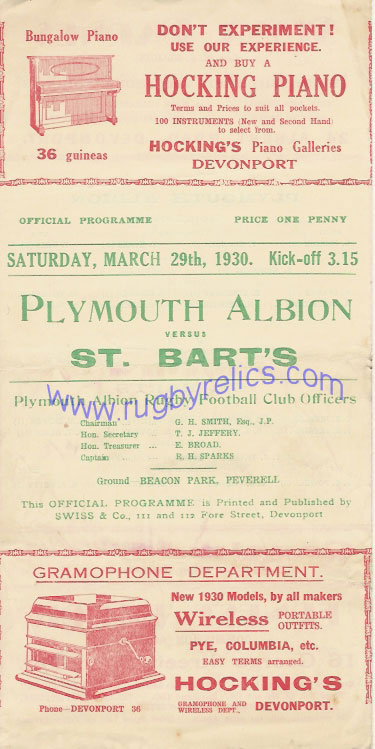 Bungalow Piano
36 guineas
DON'T EXPERIMENT!
USE OUR EXPERIENCE.
AND BUY A
HOCKING PIANO
Terms and Prices to suit all pockets.
100 INSTRUMENTS (New and Second Hand)
to select from.
HOCKING'S Piano Galleries
DEVONPORT
OFFICIAL PROGRAMME PRICE ONE PENNY
SATURDAY, MARCH 29th, 1930. Kick-off 3.15
PLYMOUTH ALBION
VERSUS
ST. BART'S
www.rugbyrelics.com
Plymouth Albion Rugby Football Club Officers
Chairman ... G. H. SMITH, Esq., J.P.
Hon. Secretary ... T. J. JEFFERY.
Hon. Treasurer ... E. BROAD.
Captain ... R. H. SPARKS
Ground—BEACON PARK, PEVERELL
This OFFICIAL PROGRAMME is Printed and Published by
SWISS & Co., 111 and 112 Fore Street, Devonport
GRAMOPHONE DEPARTMENT.
New 1930 Models, by all makers
Wireless PORTABLE
OUTFITS.
PYE, COLUMBIA, etc.
EASY TERMS arranged.
HOCKING'S
Phone—DEVONPORT 36
GRAMOPHONE AND
WIRELESS DEPT., DEVONPORT.